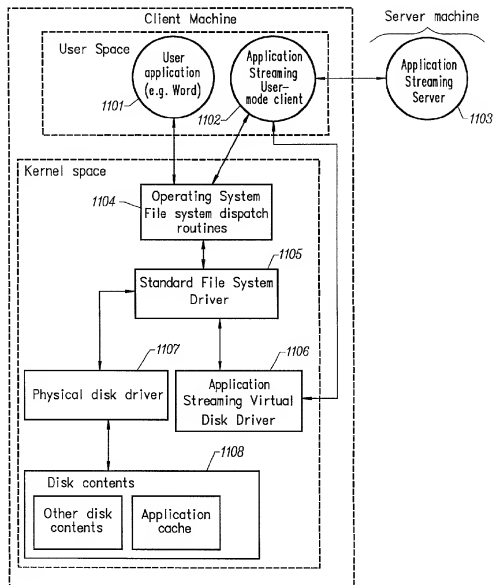 Client Machine
Server machine
User Space
User
application
(e.g. Word)
1101
Application
Streaming
User-
mode client
1102
Application
Streaming
Server
1103
Kernel space
1104
Operating System
File system dispatch
routines
1105
Standard File System
Driver
1107
Physical disk driver
1106
Application
Streaming Virtual
Disk Driver
1108
Disk contents
Other disk
contents
Application
cache